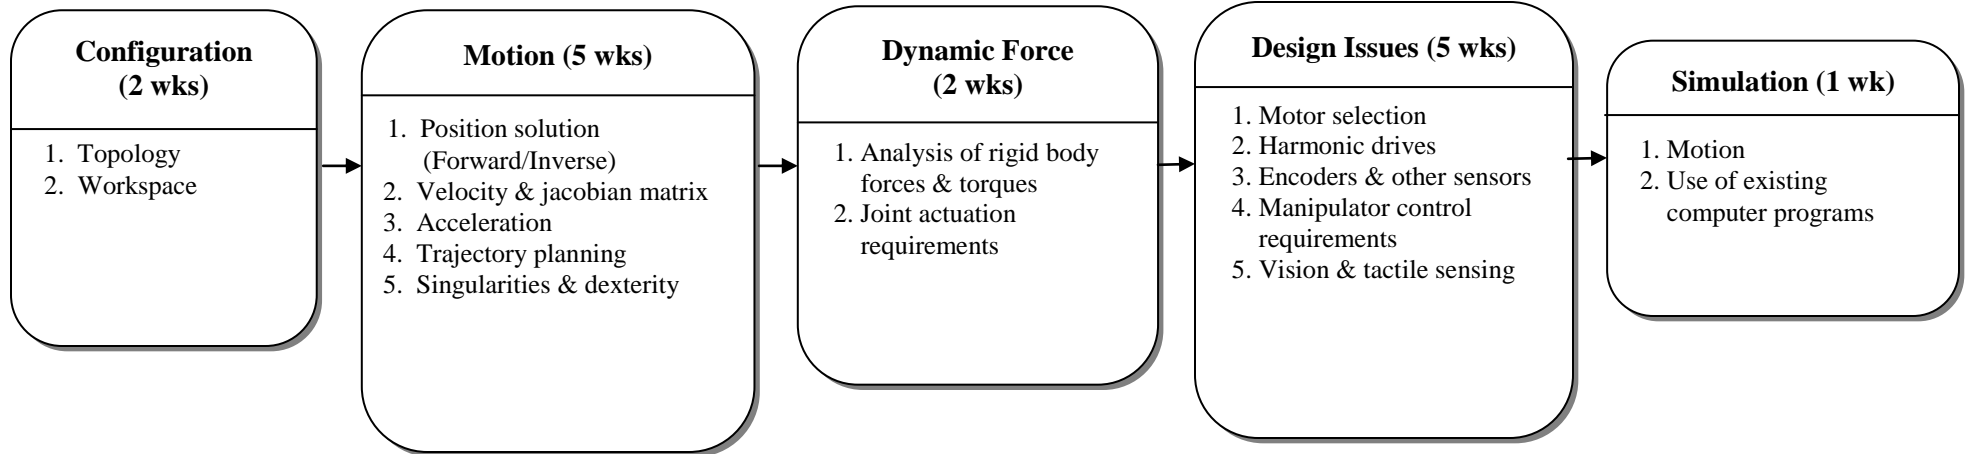 Configuration
(2 wks)
1. Topology
2. Workspace
Motion (5 wks)
1. Position solution
(Forward/Inverse)
2. Velocity & jacobian matrix
3. Acceleration
4. Trajectory planning
5. Singularities & dexterity
Dynamic Force
(2 wks)
1. Analysis of rigid body
forces & torques
2. Joint actuation
requirements
Design Issues (5 wks)
1. Motor selection
2. Harmonic drives
3. Encoders & other sensors
4. Manipulator control
requirements
5. Vision & tactile sensing
Simulation (1 wk)
1. Motion
2. Use of existing
computer programs